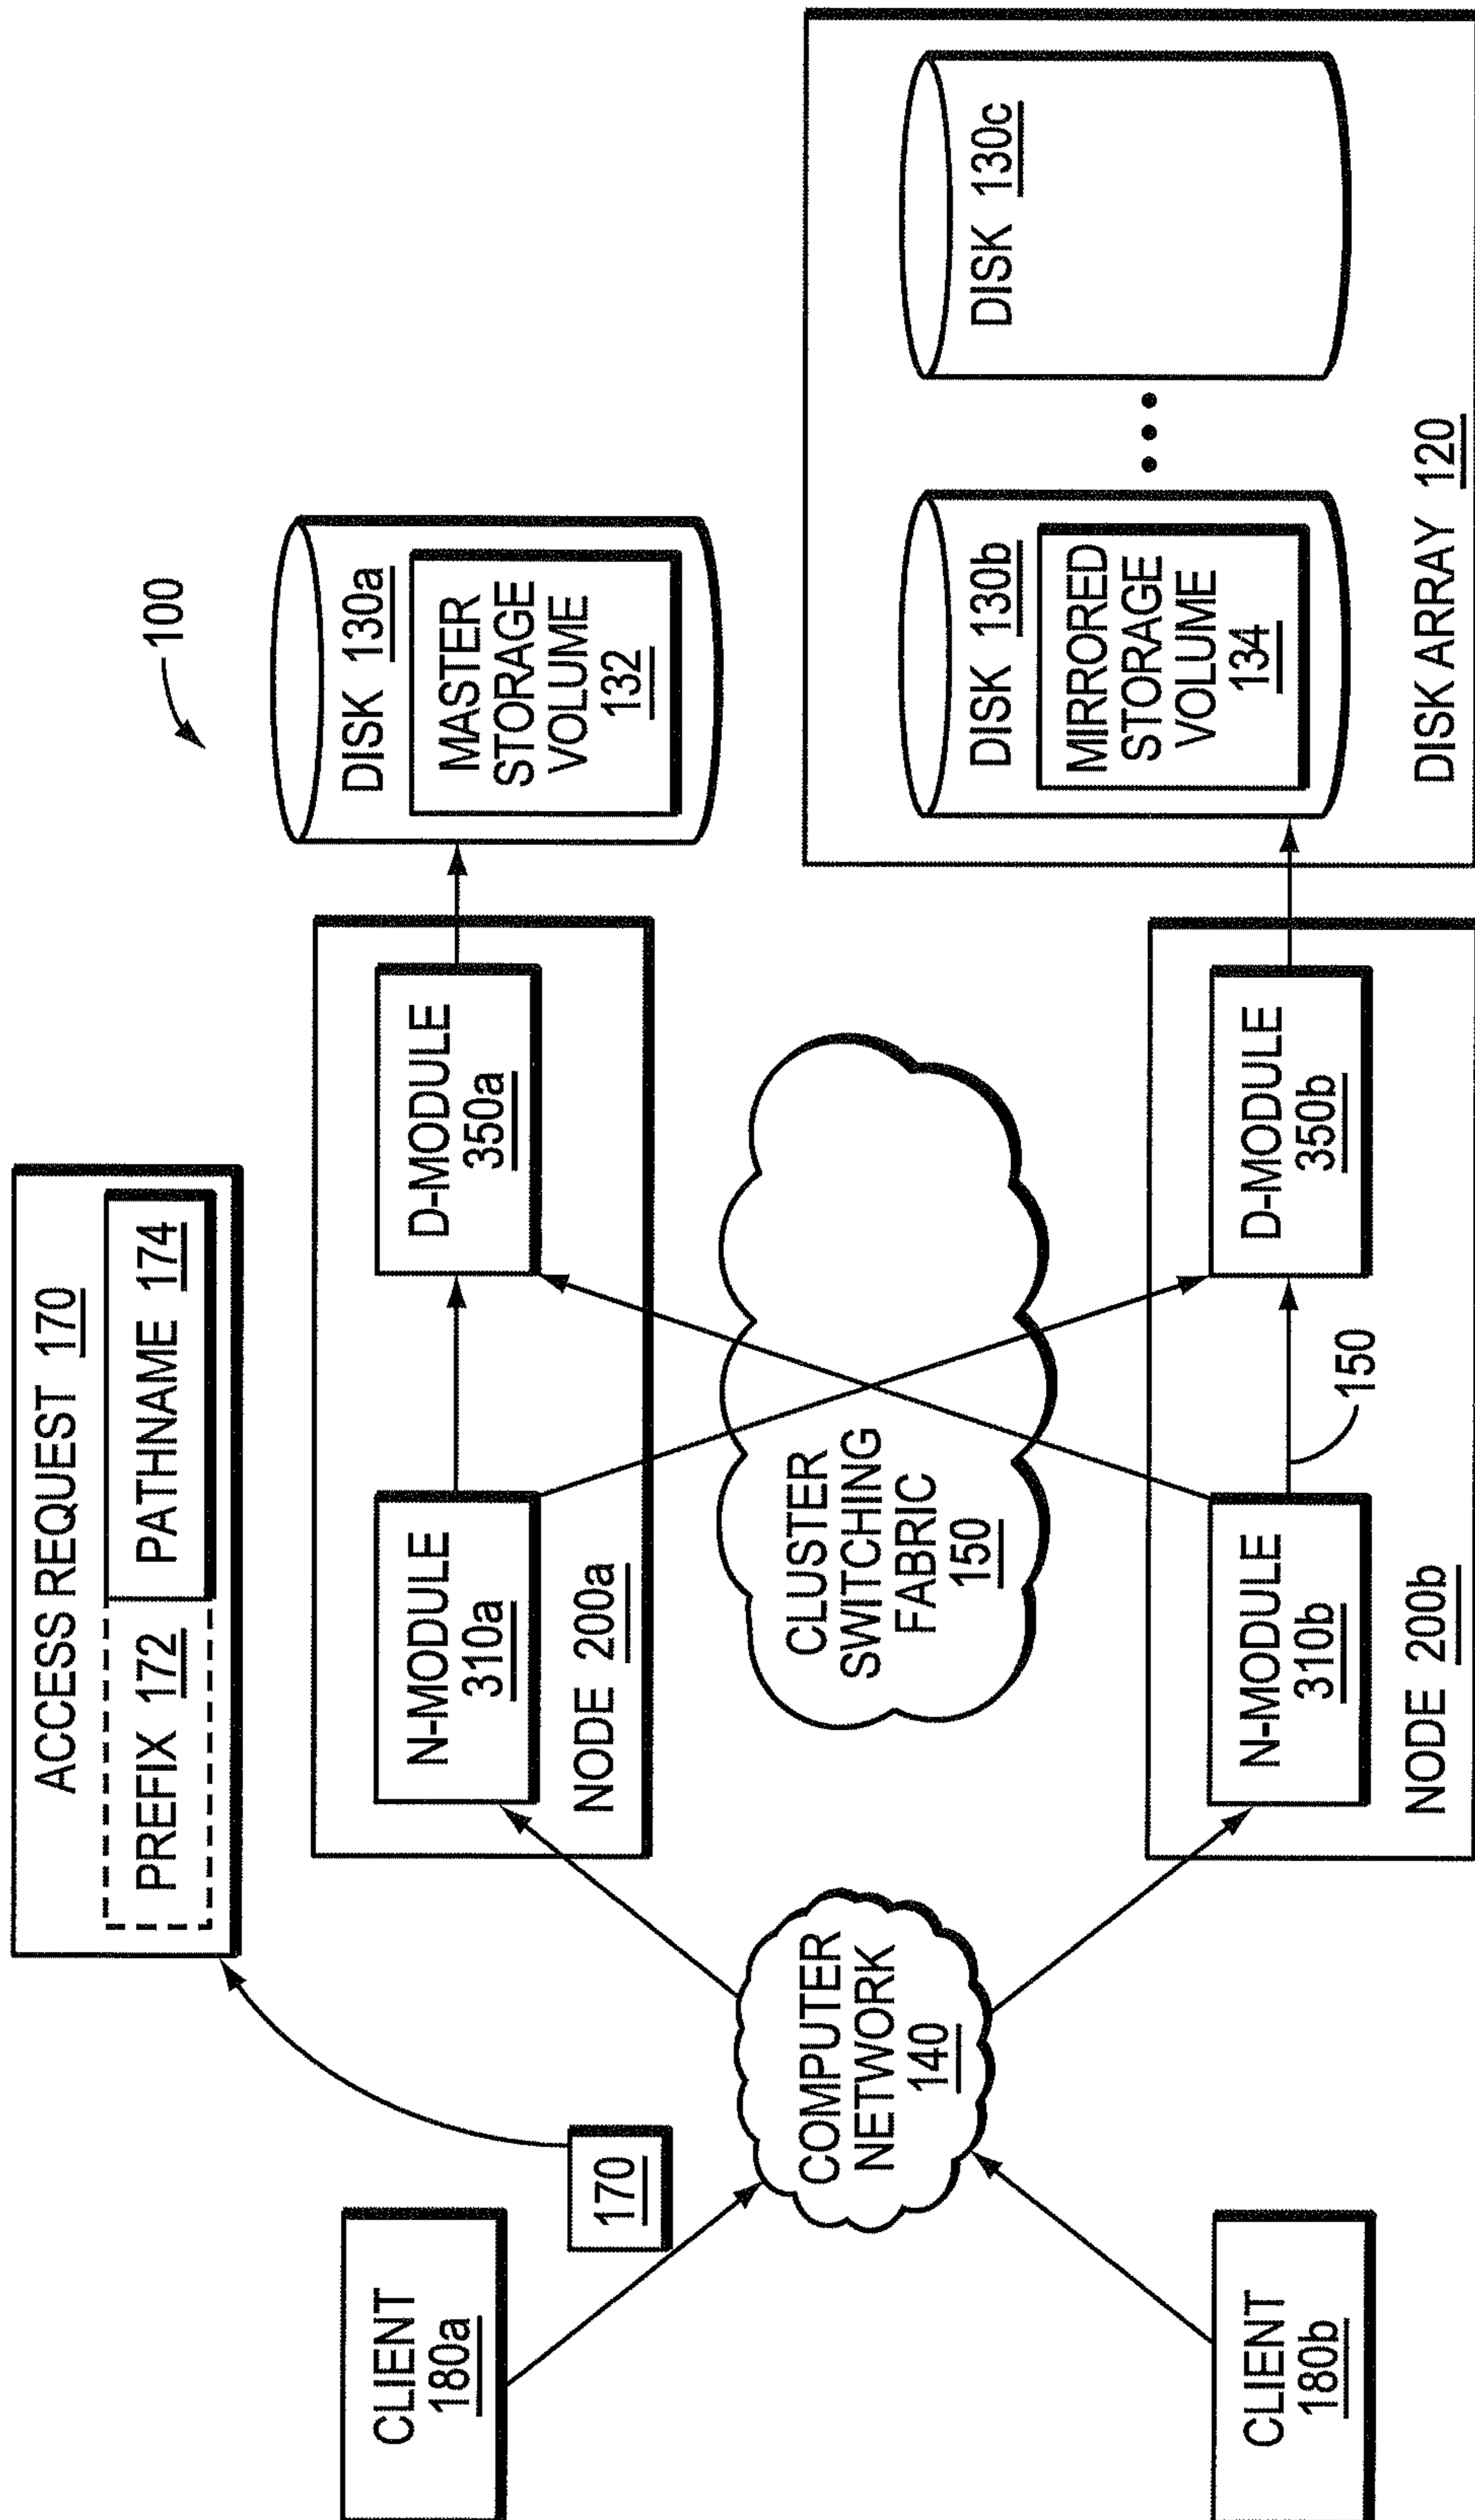 100
ACCESS REQUEST 170
PREFIX 172
PATHNAME 174
CLIENT
180a
170
CLIENT
180b
COMPUTER
NETWORK
140
N-MODULE
310a
D-MODULE
350a
NODE 200a
CLUSTER
SWITCHING
FABRIC
150
N-MODULE
310b
D-MODULE
350b
150
NODE 200b
DISK 130a
MASTER
STORAGE
VOLUME
132
DISK 130b
MIRRORED
STORAGE
VOLUME
134
DISK 130c
DISK ARRAY 120